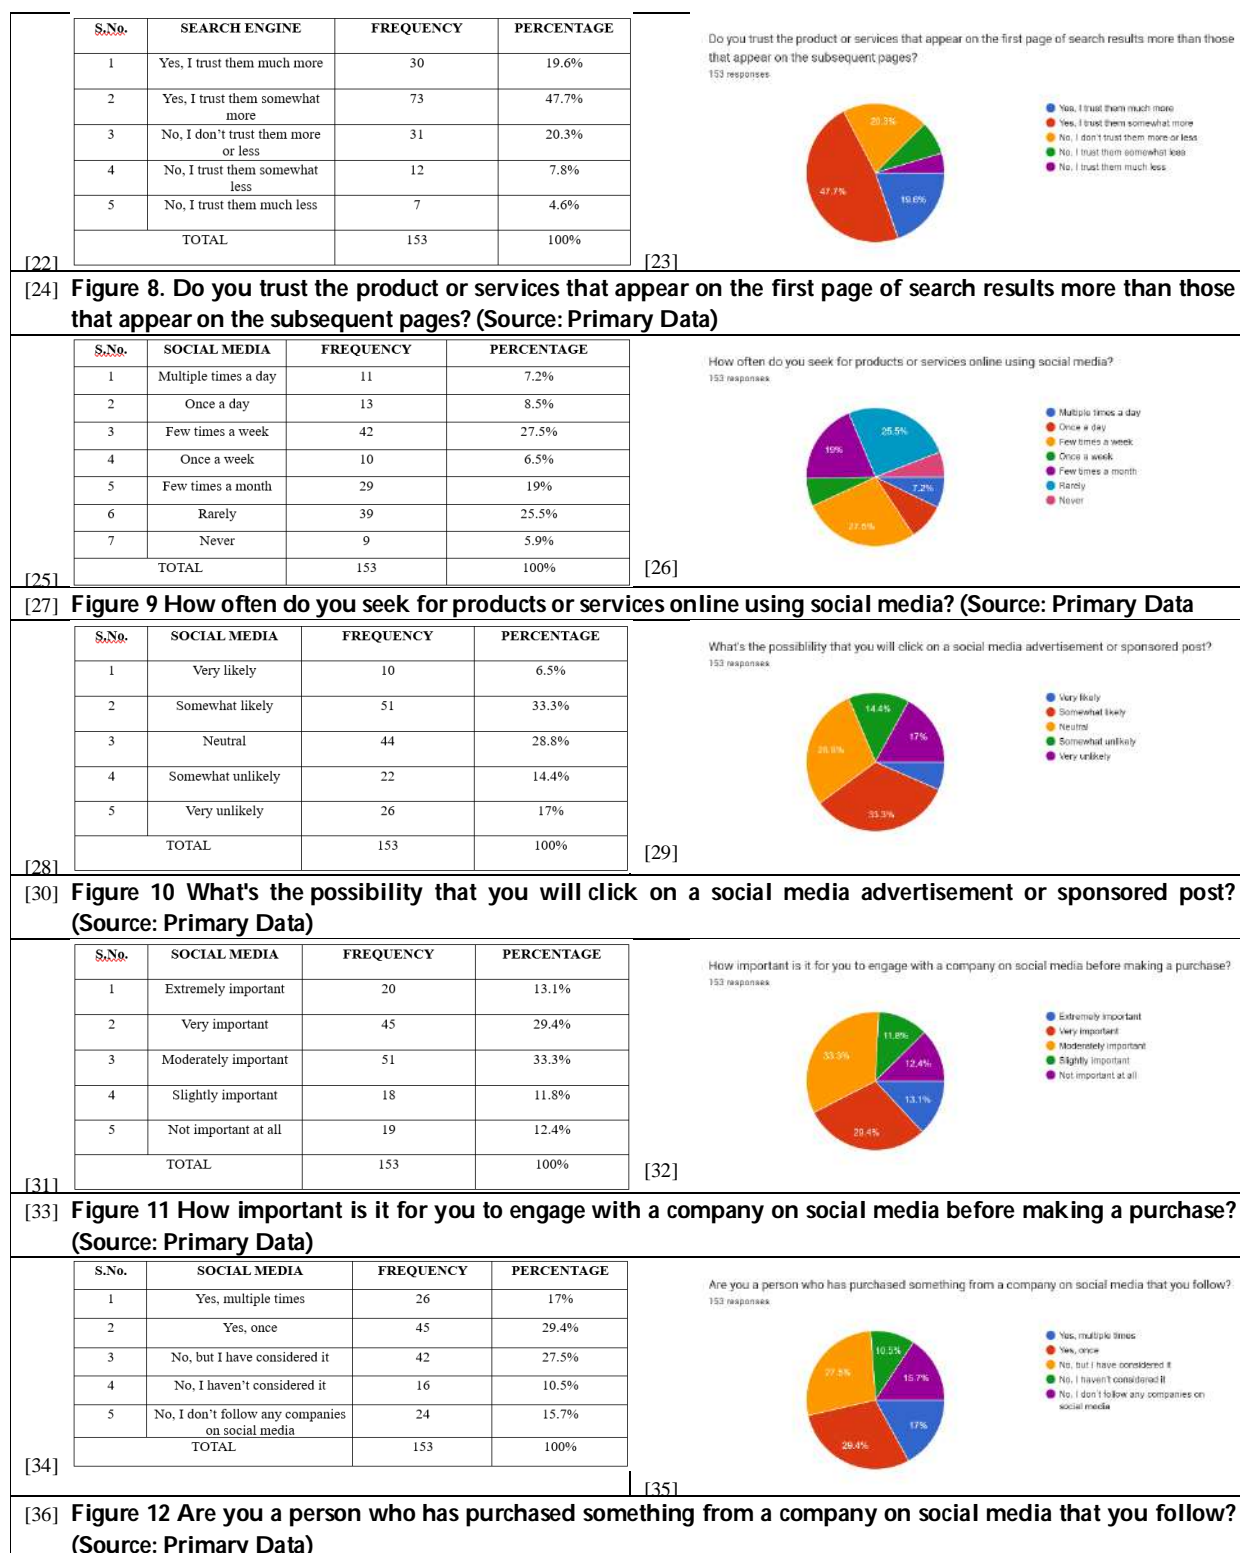 S.No. SEARCH ENGINE FREQUENCY PERCENTAGE
1 Yes, I trust them much more 30 19.6%
2 Yes, I trust them somewhat more 73 47.7%
3 No, I don't trust them more or less 31 20.3%
4 No, I trust them somewhat less 12 7.8%
5 No, I trust them much less 7 4.6%
TOTAL 153 100%
[22]
Do you trust the product or services that appear on the first page of search results more than those
that appear on the subsequent pages?
153 responses
20.3%
47.7%
19.6%
Yes, I trust them much more
Yes, I trust them somewhat more
No, I don't trust them more or less
No, I trust them somewhat less
No, I trust them much less
[23]
[24] Figure 8. Do you trust the product or services that appear on the first page of search results more than those
that appear on the subsequent pages? (Source: Primary Data)
S.No. SOCIAL MEDIA FREQUENCY PERCENTAGE
1 Multiple times a day 11 7.2%
2 Once a day 13 8.5%
3 Few times a week 42 27.5%
4 Once a week 10 6.5%
5 Few times a month 29 19%
6 Rarely 39 25.5%
7 Never 9 5.9%
TOTAL 153 100%
[25]
How often do you seek for products or services online using social media?
153 responses
25.5%
19%
7.2%
27.5%
Multiple times a day
Once a day
Few times a week
Once a week
Few times a month
Rarely
Never
[26]
[27] Figure 9 How often do you seek for products or services online using social media? (Source: Primary Data
S.No. SOCIAL MEDIA FREQUENCY PERCENTAGE
1 Very likely 10 6.5%
2 Somewhat likely 51 33.3%
3 Neutral 44 28.8%
4 Somewhat unlikely 22 14.4%
5 Very unlikely 26 17%
TOTAL 153 100%
[28]
What's the possiblility that you will click on a social media advertisement or sponsored post?
153 responses
14.4%
17%
28.8%
33.3%
Very likely
Somewhat likely
Neutral
Somewhat unlikely
Very unlikely
[29]
[30] Figure 10 What's the possibility that you will click on a social media advertisement or sponsored post?
(Source: Primary Data)
S.No. SOCIAL MEDIA FREQUENCY PERCENTAGE
1 Extremely important 20 13.1%
2 Very important 45 29.4%
3 Moderately important 51 33.3%
4 Slightly important 18 11.8%
5 Not important at all 19 12.4%
TOTAL 153 100%
[31]
How important is it for you to engage with a company on social media before making a purchase?
153 responses
11.8%
33.3%
12.4%
13.1%
29.4%
Extremely important
Very important
Moderately important
Slightly important
Not important at all
[32]
[33] Figure 11 How important is it for you to engage with a company on social media before making a purchase?
(Source: Primary Data)
S.No. SOCIAL MEDIA FREQUENCY PERCENTAGE
1 Yes, multiple times 26 17%
2 Yes, once 45 29.4%
3 No, but I have considered it 42 27.5%
4 No, I haven't considered it 16 10.5%
5 No, I don't follow any companies on social media 24 15.7%
TOTAL 153 100%
[34]
Are you a person who has purchased something from a company on social media that you follow?
153 responses
10.5%
27.5%
15.7%
17%
29.4%
Yes, multiple times
Yes, once
No, but I have considered it
No, I haven't considered it
No, I don't follow any companies on
social media
[35]
[36] Figure 12 Are you a person who has purchased something from a company on social media that you follow?
(Source: Primary Data)